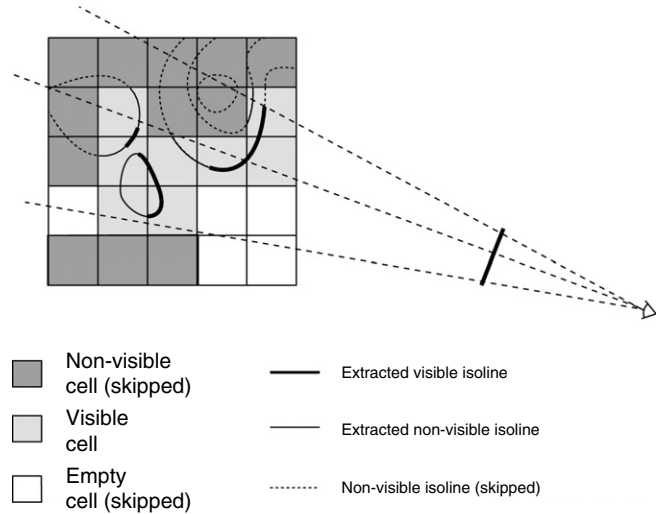 Non-visible
cell (skipped)
Extracted visible isoline
Visible
cell
Extracted non-visible isoline
Empty
cell (skipped)
Non-visible isoline (skipped)